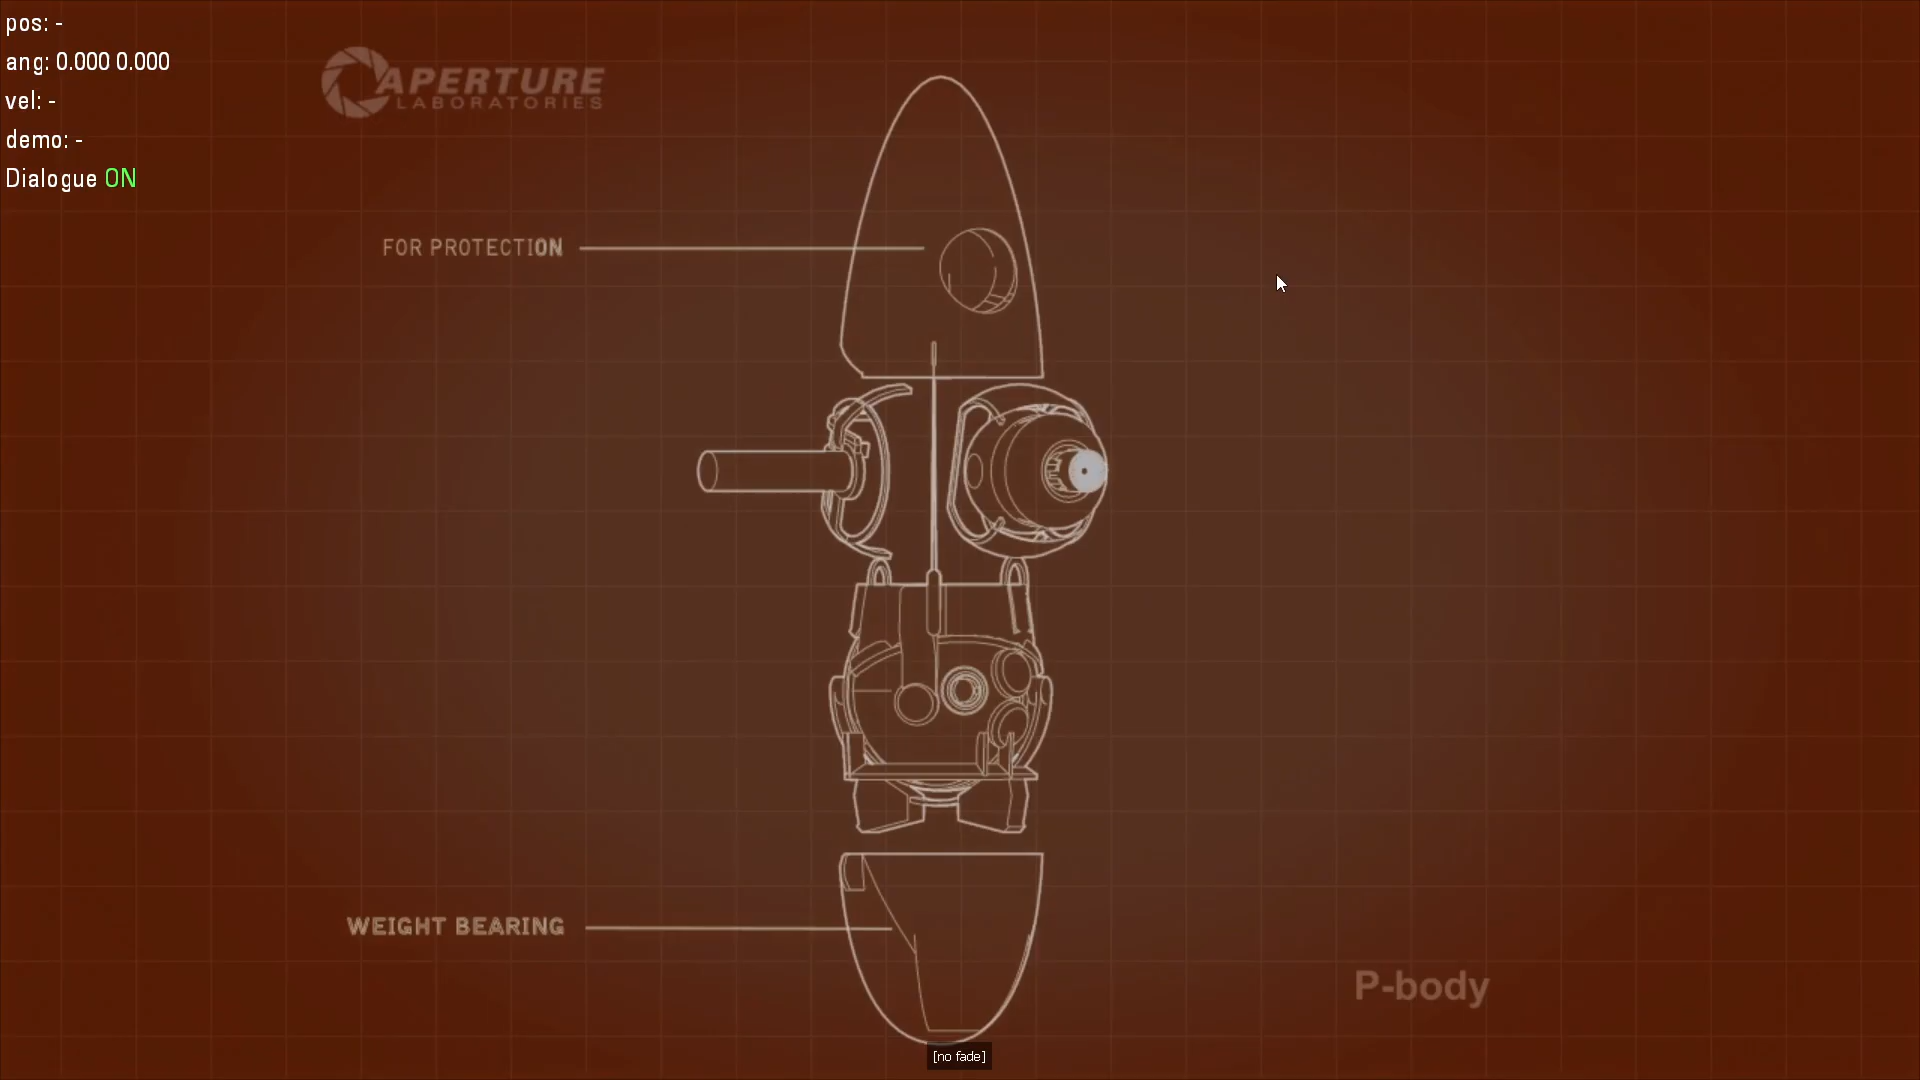 pos: -
ang: 0.000 0.000
vel: -
demo: -
Dialogue ON
APERTURE
LABORATORIES
FOR PROTECTION
WEIGHT BEARING
P-body
[no fade]